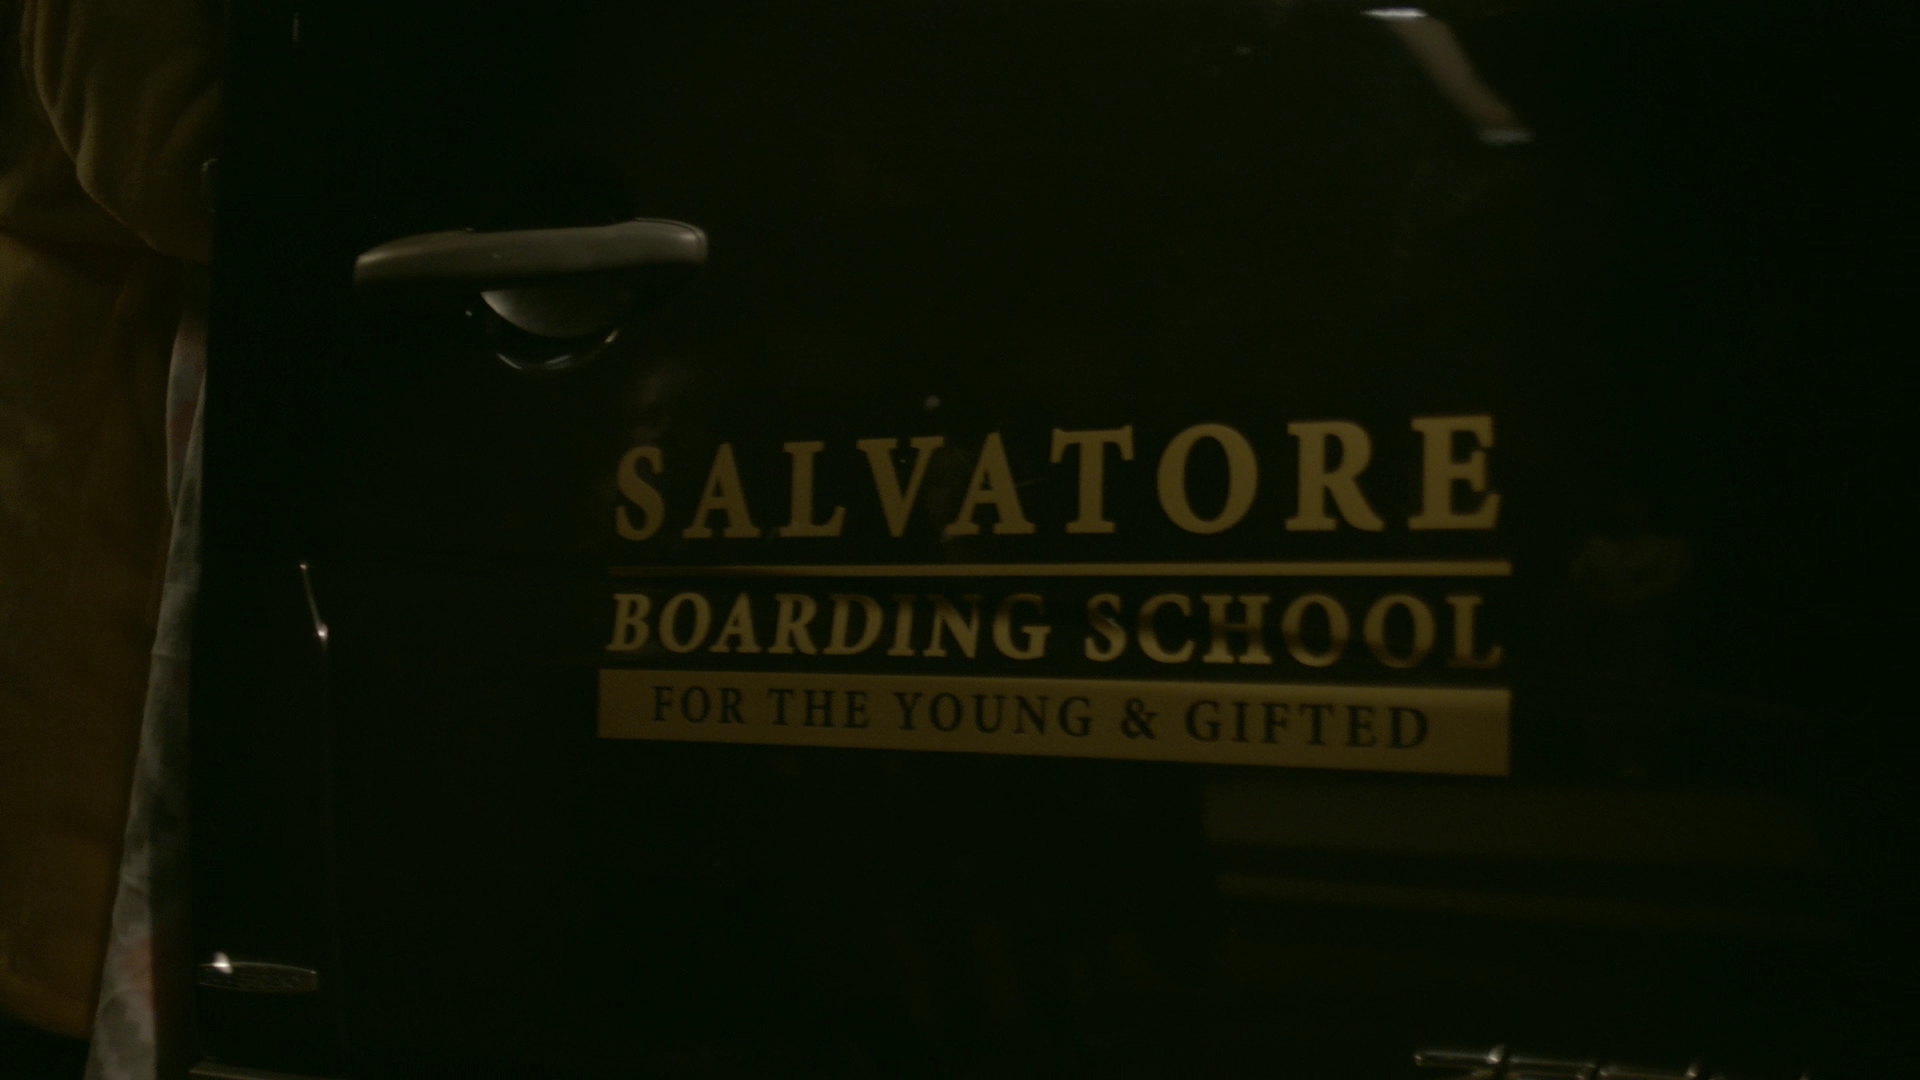 SALVATORE
BOARDING SCHOOL
FOR THE YOUNG & GIFTED